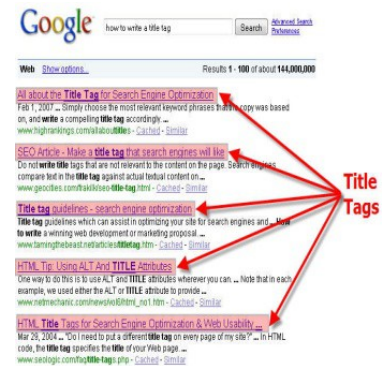 Google
how to write a title tag
Search
Advanced Search
Preferences
Web Show options... Results 1 - 100 of about 144,000,000
All about the Title Tag for Search Engine Optimization
Feb 1, 2007 ... Simply choose the most relevant keyword phrases that the copy was based
on, and write a compelling title tag accordingly. ...
www.highrankings.com/allabouttitles - Cached - Similar
SEO Article - Make a title tag that search engines will like
Do not write title tags that are not relevant to the content on the page. Search engines
compare text in the title tag against actual textual content on ...
www.geocities.com/fraklik/seo-title-tag.html - Cached - Similar
Title tag guidelines - search engine optimization
Title tag guidelines which can assist in optimizing your site for search engines and ... How
to write a winning web development or marketing proposal. ...
www.tamingthebeast.net/articles/titletag.htm - Cached - Similar
HTML Tip: Using ALT And TITLE Attributes
One way to do this is to use ALT and TITLE attributes wherever you can. ... Note that in each
example, we used either the ALT or TITLE attribute to provide ...
www.netmechanic.com/news/vol6/html_no1.htm - Cached - Similar
HTML Title Tags for Search Engine Optimization & Web Usability ...
Mar 29, 2004 ... "Do I need to put a different title tag on every page of my site?" ... In HTML
code, the title tag specifies the title of your Web page. ...
www.seologic.com/faq/title-tags.php - Cached - Similar
Title
Tags